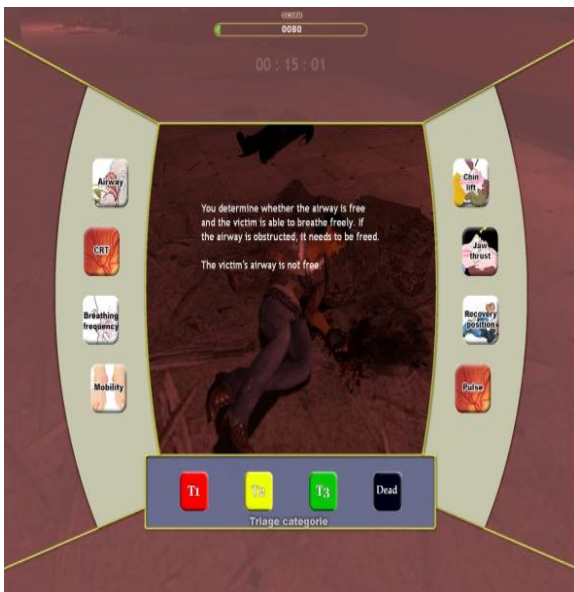 SCORE
0080
00 : 15 : 01
Airway
CRT
Breathing
frequency
Mobility
You determine whether the airway is free
and the victim is able to breathe freely. If
the airway is obstructed, it needs to be freed.
The victim's airway is not free.
Chin
lift
Jaw
thrust
Recovery
position
Pulse
T1
T2
T3
Dead
Triage categorie